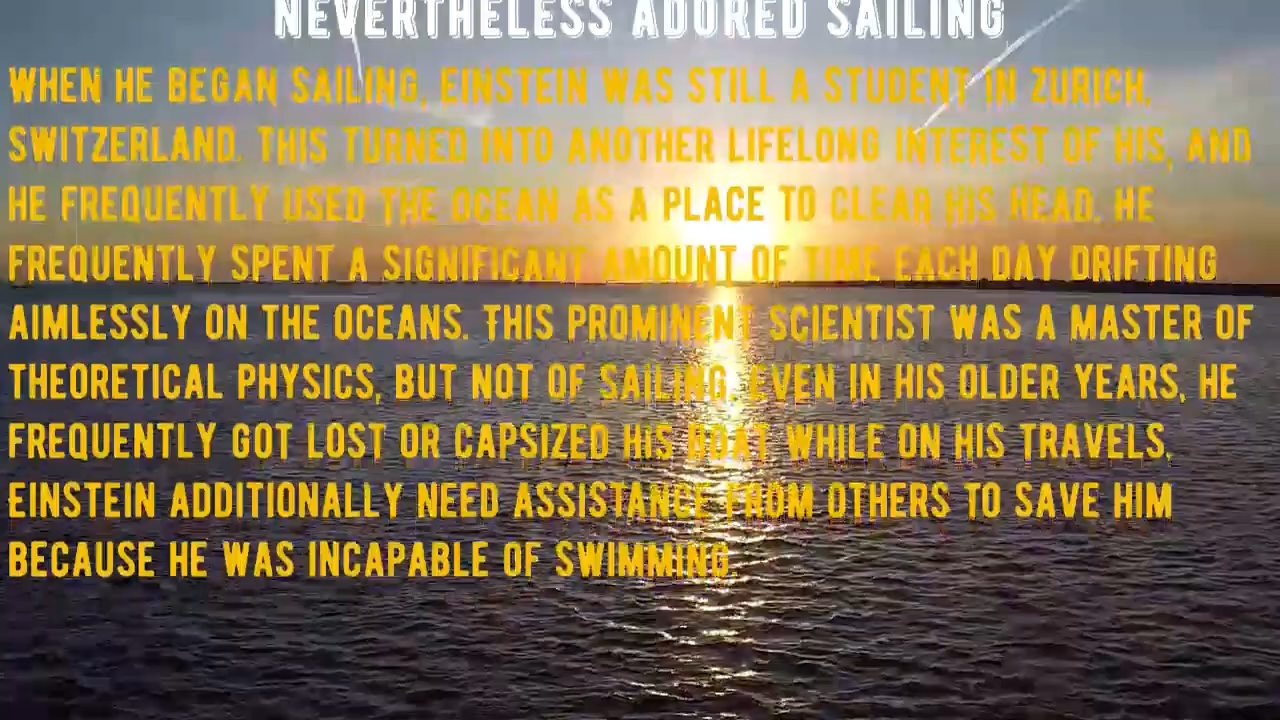 NEVERTHELESS ADORED SAILING
WHEN HE BEGAN SAILING, EINSTEIN WAS STILL A STUDENT IN ZURICH,
SWITZERLAND. THIS TURNED INTO ANOTHER LIFELONG INTEREST OF HIS, AND
HE FREQUENTLY USED THE OCEAN AS A PLACE TO CLEAR HIS HEAD. HE
FREQUENTLY SPENT A SIGNIFICANT AMOUNT OF TIME EACH DAY DRIFTING
AIMLESSLY ON THE OCEANS. THIS PROMINENT SCIENTIST WAS A MASTER OF
THEORETICAL PHYSICS, BUT NOT OF SAILING. EVEN IN HIS OLDER YEARS, HE
FREQUENTLY GOT LOST OR CAPSIZED HIS BOAT WHILE ON HIS TRAVELS,
EINSTEIN ADDITIONALLY NEED ASSISTANCE FROM OTHERS TO SAVE HIM
BECAUSE HE WAS INCAPABLE OF SWIMMING.